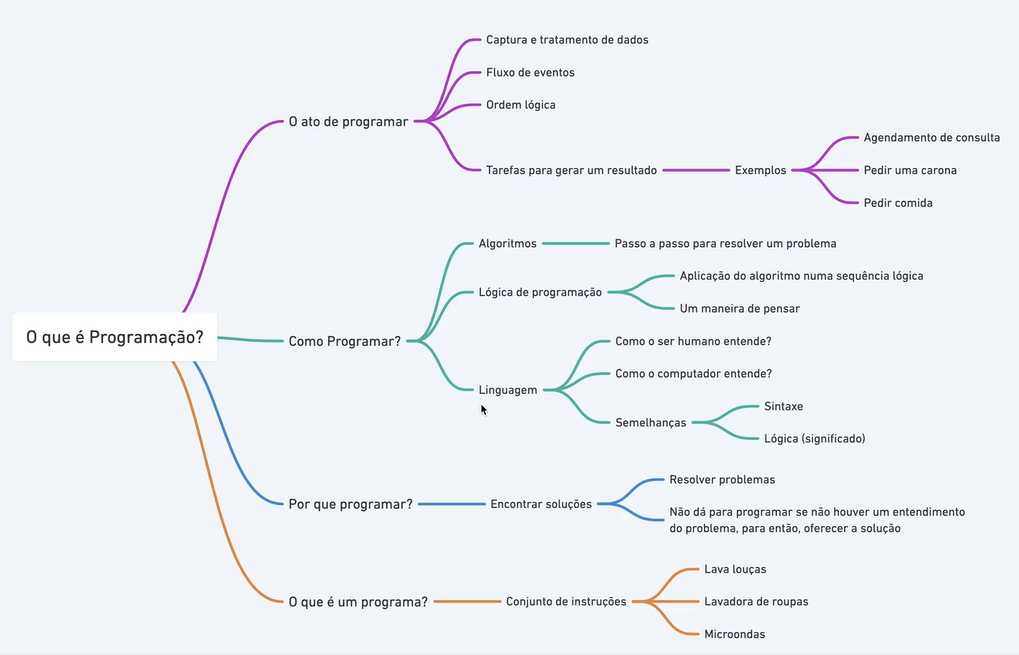 O que é Programação?
O ato de programar
Captura e tratamento de dados
Fluxo de eventos
Ordem lógica
Tarefas para gerar um resultado
Exemplos
Agendamento de consulta
Pedir uma carona
Pedir comida
Como Programar?
Algoritmos
Passo a passo para resolver um problema
Lógica de programação
Aplicação do algoritmo numa sequência lógica
Um maneira de pensar
Linguagem
Como o ser humano entende?
Como o computador entende?
Semelhanças
Sintaxe
Lógica (significado)
Por que programar?
Encontrar soluções
Resolver problemas
Não dá para programar se não houver um entendimento
do problema, para então, oferecer a solução
O que é um programa?
Conjunto de instruções
Lava louças
Lavadora de roupas
Microondas